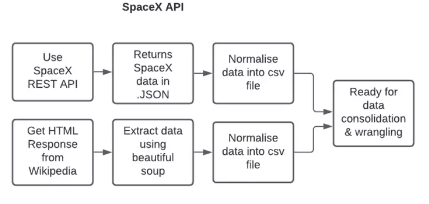 SpaceX API
Use
SpaceX
REST API
Returns
SpaceX
data in
.JSON
Normalise
data into csv
file
Ready for
data
consolidation
& wrangling
Get HTML
Response
from
Wikipedia
Extract data
using
beautiful
soup
Normalise
data into csv
file